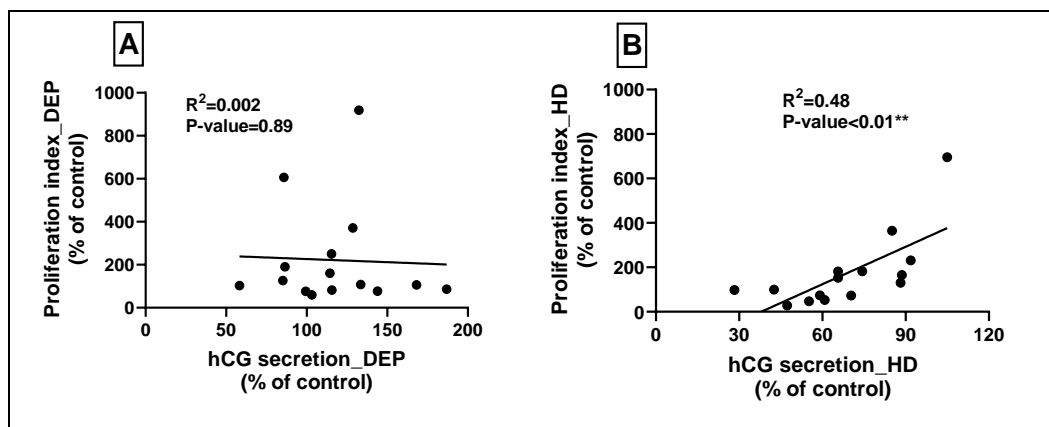 A
R²=0.002
P-value=0.89
Proliferation index_DEP
(% of control)
1000
800
600
400
200
0
0
50
100
150
200
hCG secretion_DEP
(% of control)
B
R²=0.48
P-value<0.01**
Proliferation index_HD
(% of control)
1000
800
600
400
200
0
0
30
60
90
120
hCG secretion_HD
(% of control)